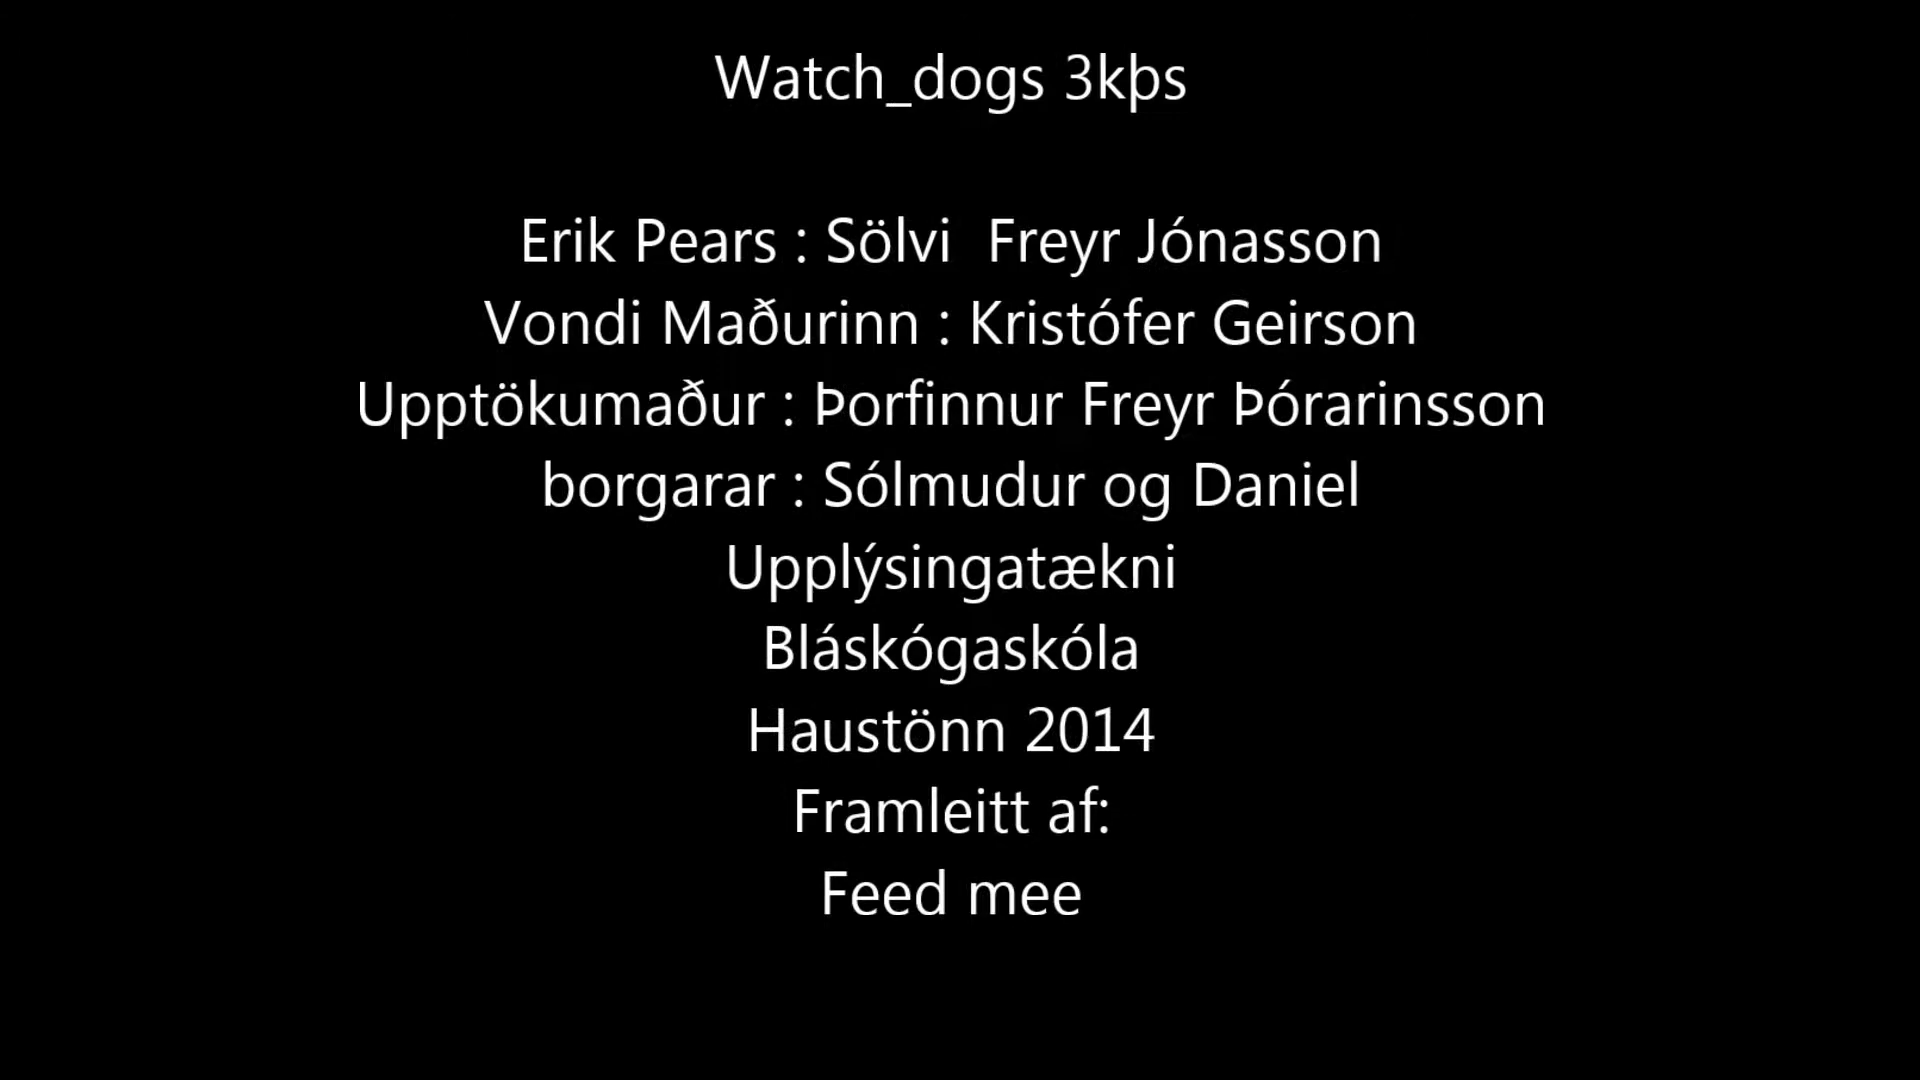 Watch_dogs 3kþs
Erik Pears : Sölvi  Freyr Jónasson
Vondi Maðurinn : Kristófer Geirson
Upptökumaður : Þorfinnur Freyr Þórarinsson
borgarar : Sólmudur og Daniel
Upplýsingatækni
Bláskógaskóla
Haustönn 2014
Framleitt af:
Feed mee